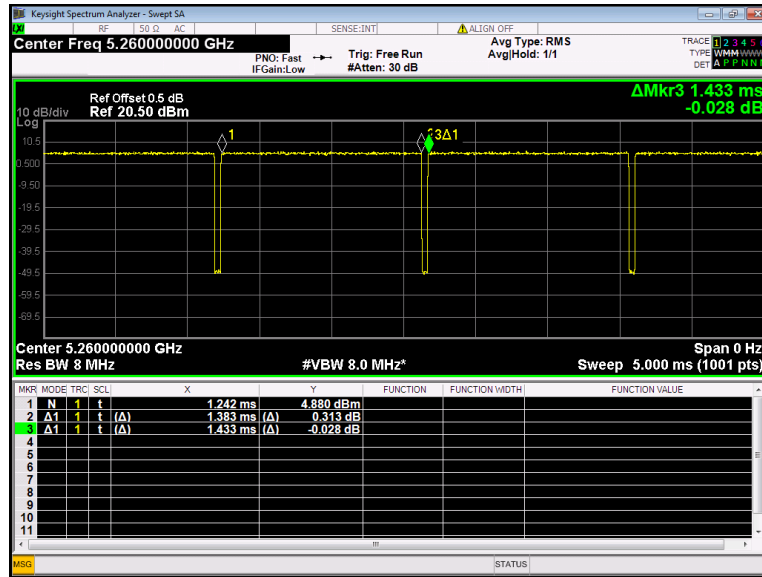 Keysight Spectrum Analyzer - Swept SA
LXI RF 50 Ω AC SENSE:INT ALIGN OFF
Center Freq 5.260000000 GHz
PNO: Fast
IFGain:Low
Trig: Free Run
#Atten: 30 dB
Avg Type: RMS
Avg|Hold: 1/1
TRACE 1 2 3 4 5
TYPE WMMWWW
DET A P P N N
ΔMkr3 1.433 ms
-0.028 dB
Ref Offset 0.5 dB
10 dB/div Ref 20.50 dBm
Log
1
3Δ1
10.5
0.500
-9.50
-19.5
-29.5
-39.5
-49.5
-59.5
-69.5
Center 5.260000000 GHz Span 0 Hz
Res BW 8 MHz #VBW 8.0 MHz* Sweep 5.000 ms (1001 pts)
MKR MODE TRC SCL X Y FUNCTION FUNCTION WIDTH FUNCTION VALUE
1 N 1 t 1.242 ms 4.880 dBm
2 Δ1 1 t (Δ) 1.383 ms (Δ) 0.313 dB
3 Δ1 1 t (Δ) 1.433 ms (Δ) -0.028 dB
4
5
6
7
8
9
10
11
MSG STATUS